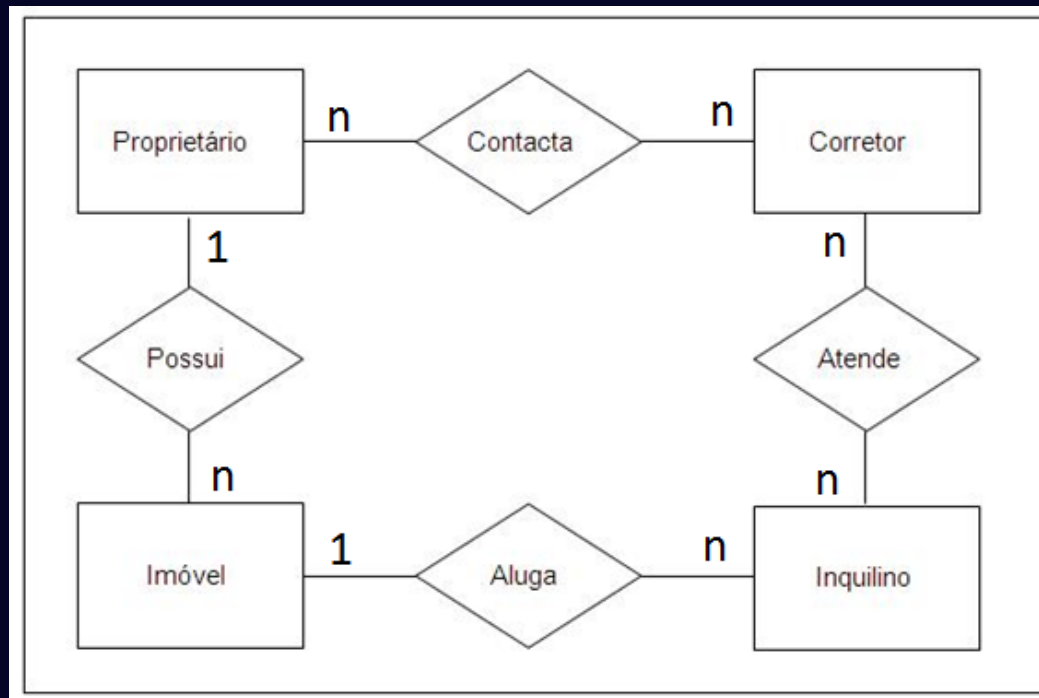 Proprietário
n
Contacta
n
Corretor
1
n
Possui
Atende
n
n
Imóvel
1
Aluga
n
Inquilino